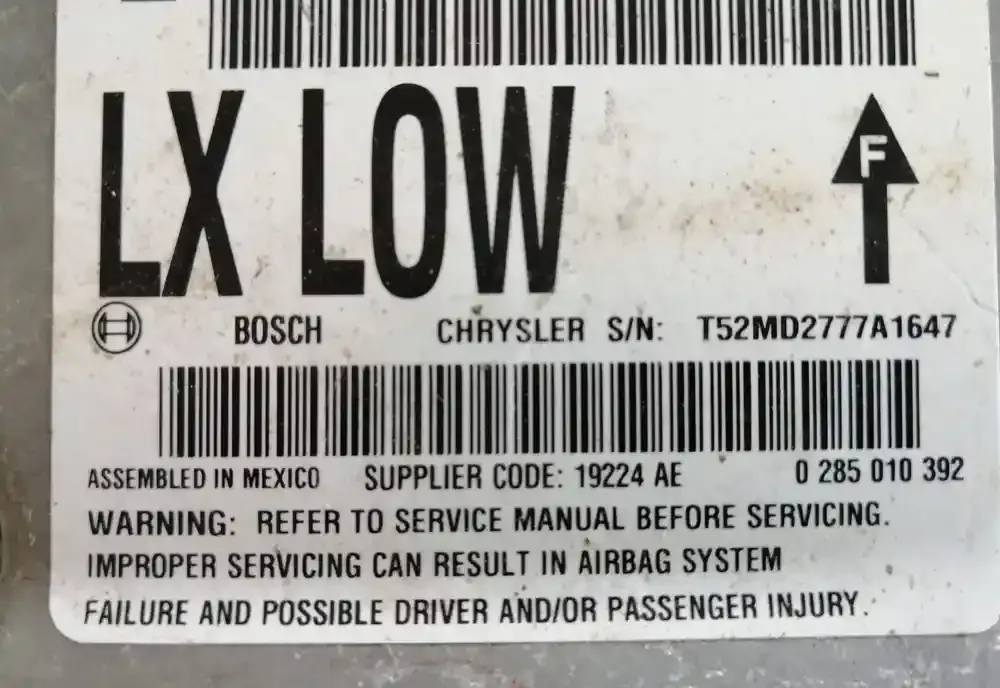 LX LOW
F
BOSCH CHRYSLER S/N: T52MD2777A1647
ASSEMBLED IN MEXICO SUPPLIER CODE: 19224 AE 0 285 010 392
WARNING: REFER TO SERVICE MANUAL BEFORE SERVICING.
IMPROPER SERVICING CAN RESULT IN AIRBAG SYSTEM
FAILURE AND POSSIBLE DRIVER AND/OR PASSENGER INJURY.